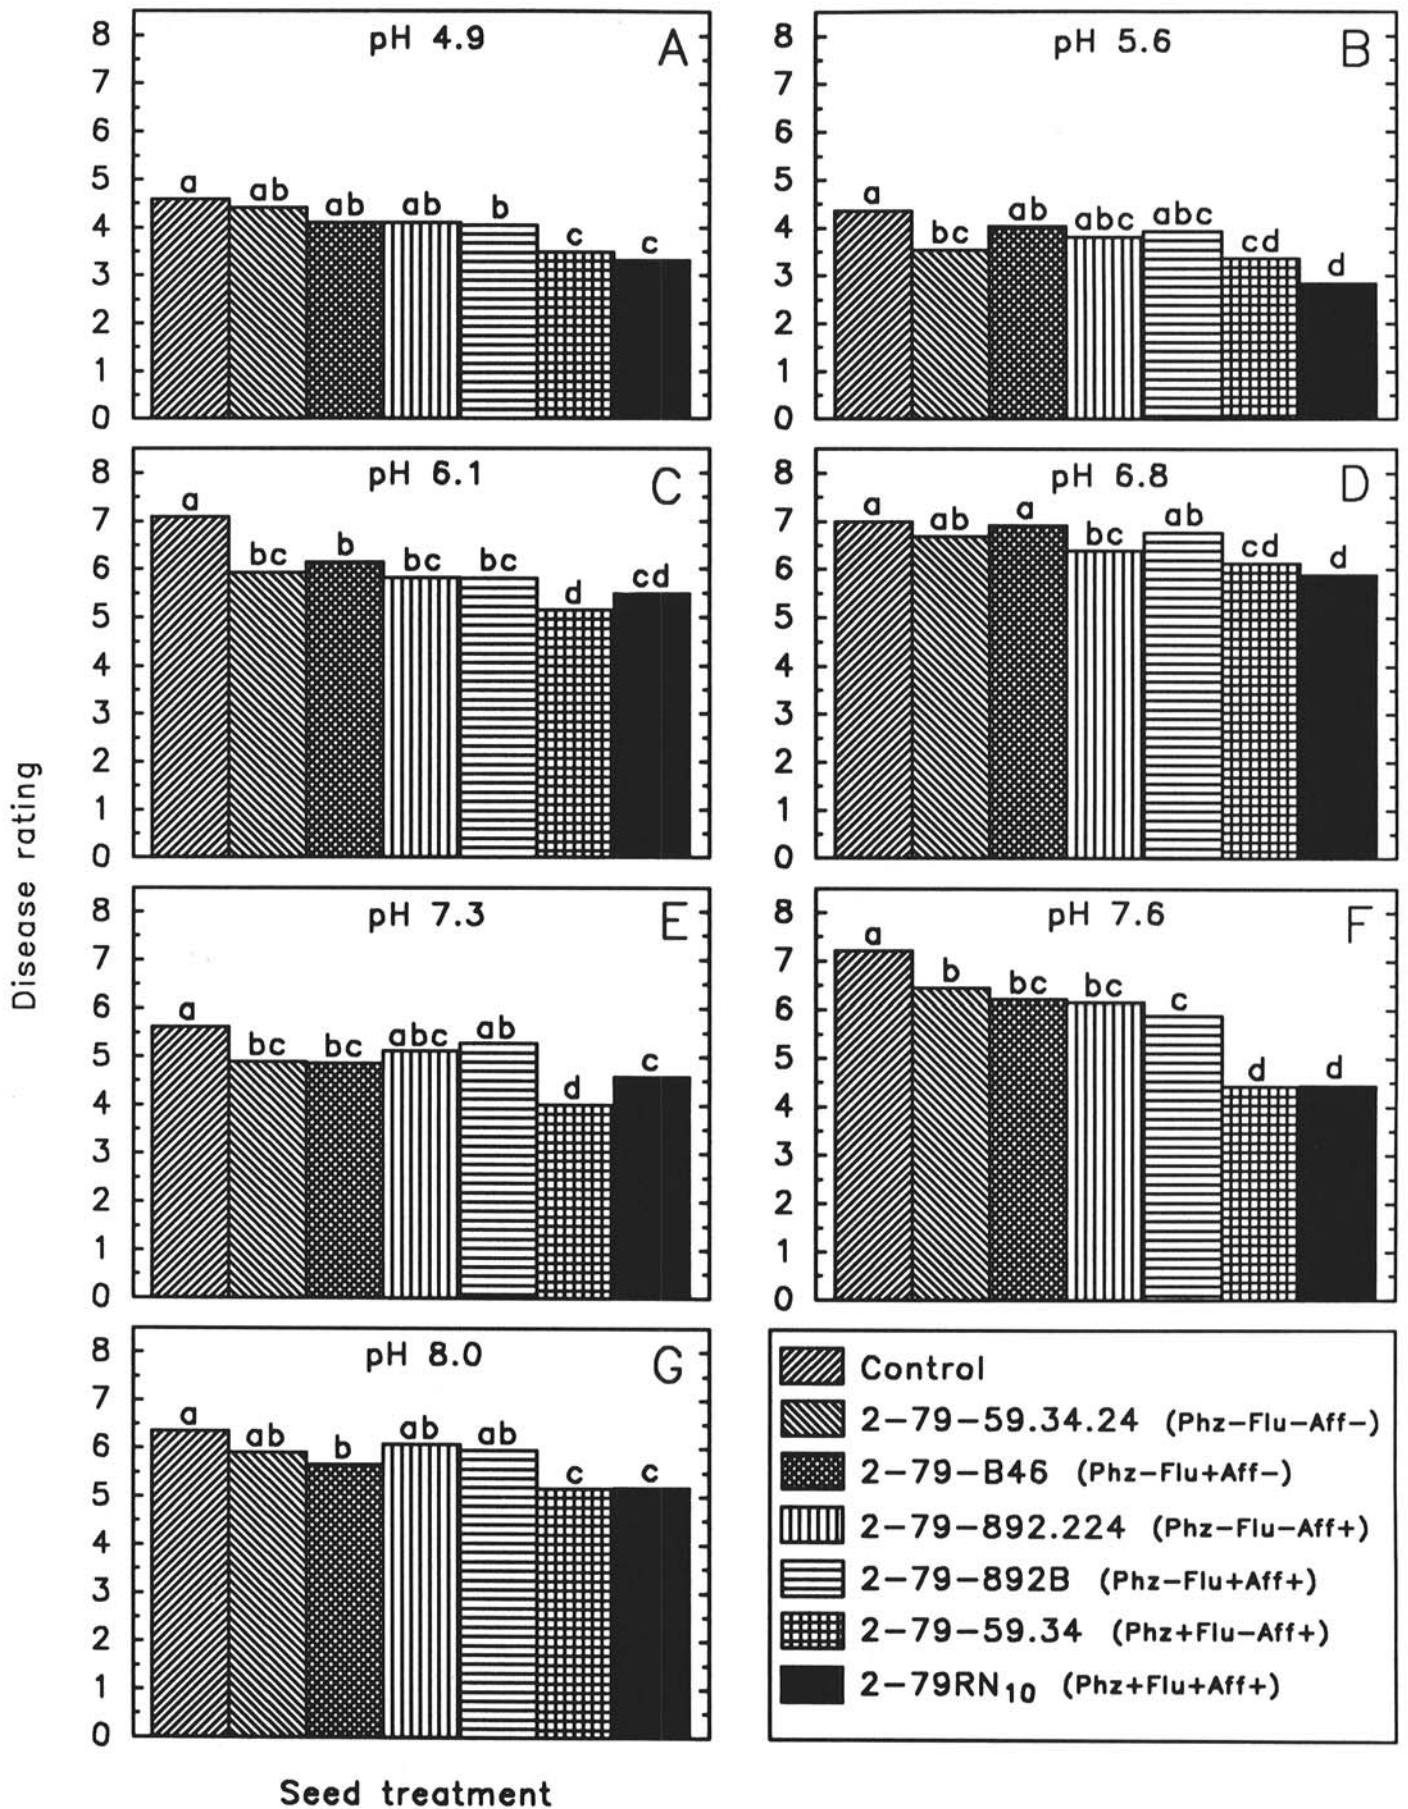 pH 4.9
A
8
7
6
5
4
3
2
1
0
a
ab
ab
ab
b
c
c
pH 5.6
B
8
7
6
5
4
3
2
1
0
a
bc
ab
abc
abc
cd
d
pH 6.1
C
8
7
6
5
4
3
2
1
0
a
bc
b
bc
bc
d
cd
pH 6.8
D
8
7
6
5
4
3
2
1
0
a
ab
a
bc
ab
cd
d
Disease rating
pH 7.3
E
8
7
6
5
4
3
2
1
0
a
bc
bc
abc
ab
d
c
pH 7.6
F
8
7
6
5
4
3
2
1
0
a
b
bc
bc
c
d
d
pH 8.0
G
8
7
6
5
4
3
2
1
0
a
ab
b
ab
ab
c
c
Control
2-79-59.34.24 (Phz-Flu-Aff-)
2-79-B46 (Phz-Flu+Aff-)
2-79-892.224 (Phz-Flu-Aff+)
2-79-892B (Phz-Flu+Aff+)
2-79-59.34 (Phz+Flu-Aff+)
2-79RN10 (Phz+Flu+Aff+)
Seed treatment